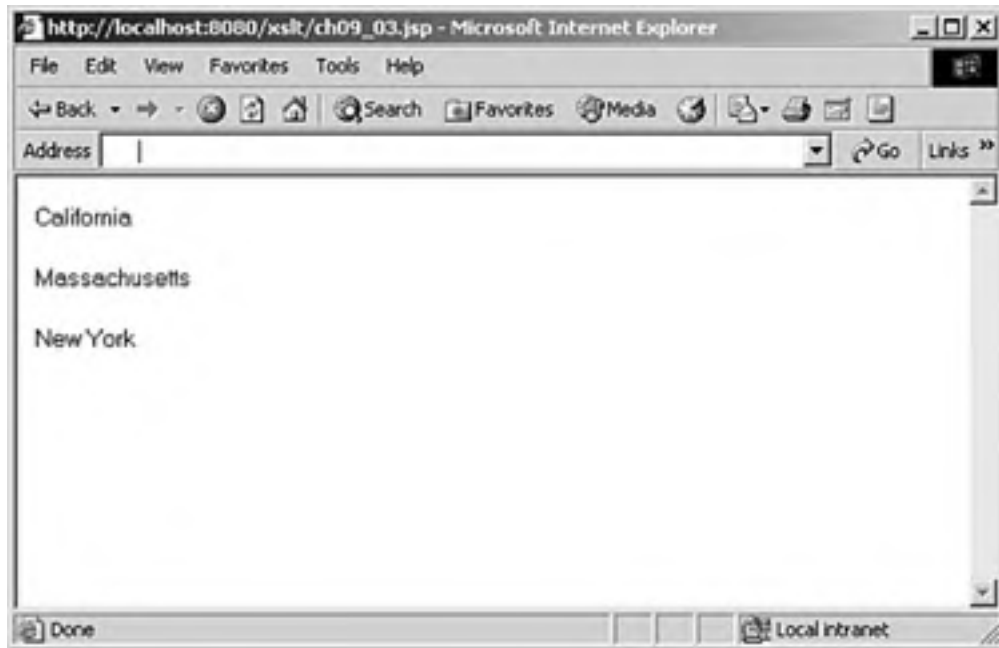 http://localhost:8080/xslt/ch09_03.jsp - Microsoft Internet Explorer
File Edit View Favorites Tools Help
Back Search Favorites Media
Address Go Links »
California
Massachusetts
New York
Done Local intranet